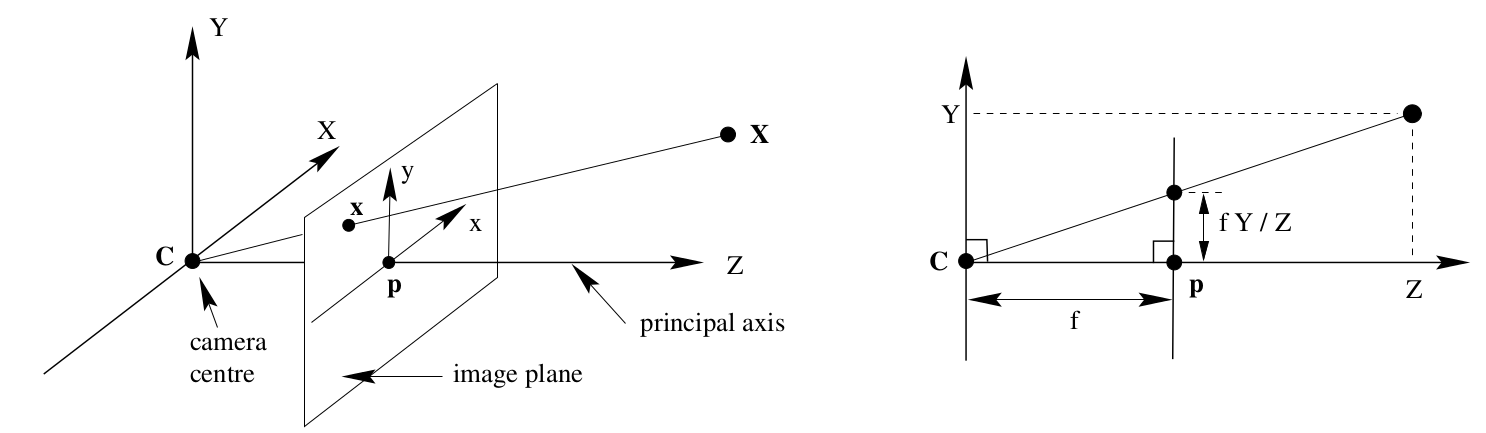 Y
X
X
y
x
x
C
Z
p
principal axis
camera
centre
image plane
Y
f Y / Z
C
p
Z
f